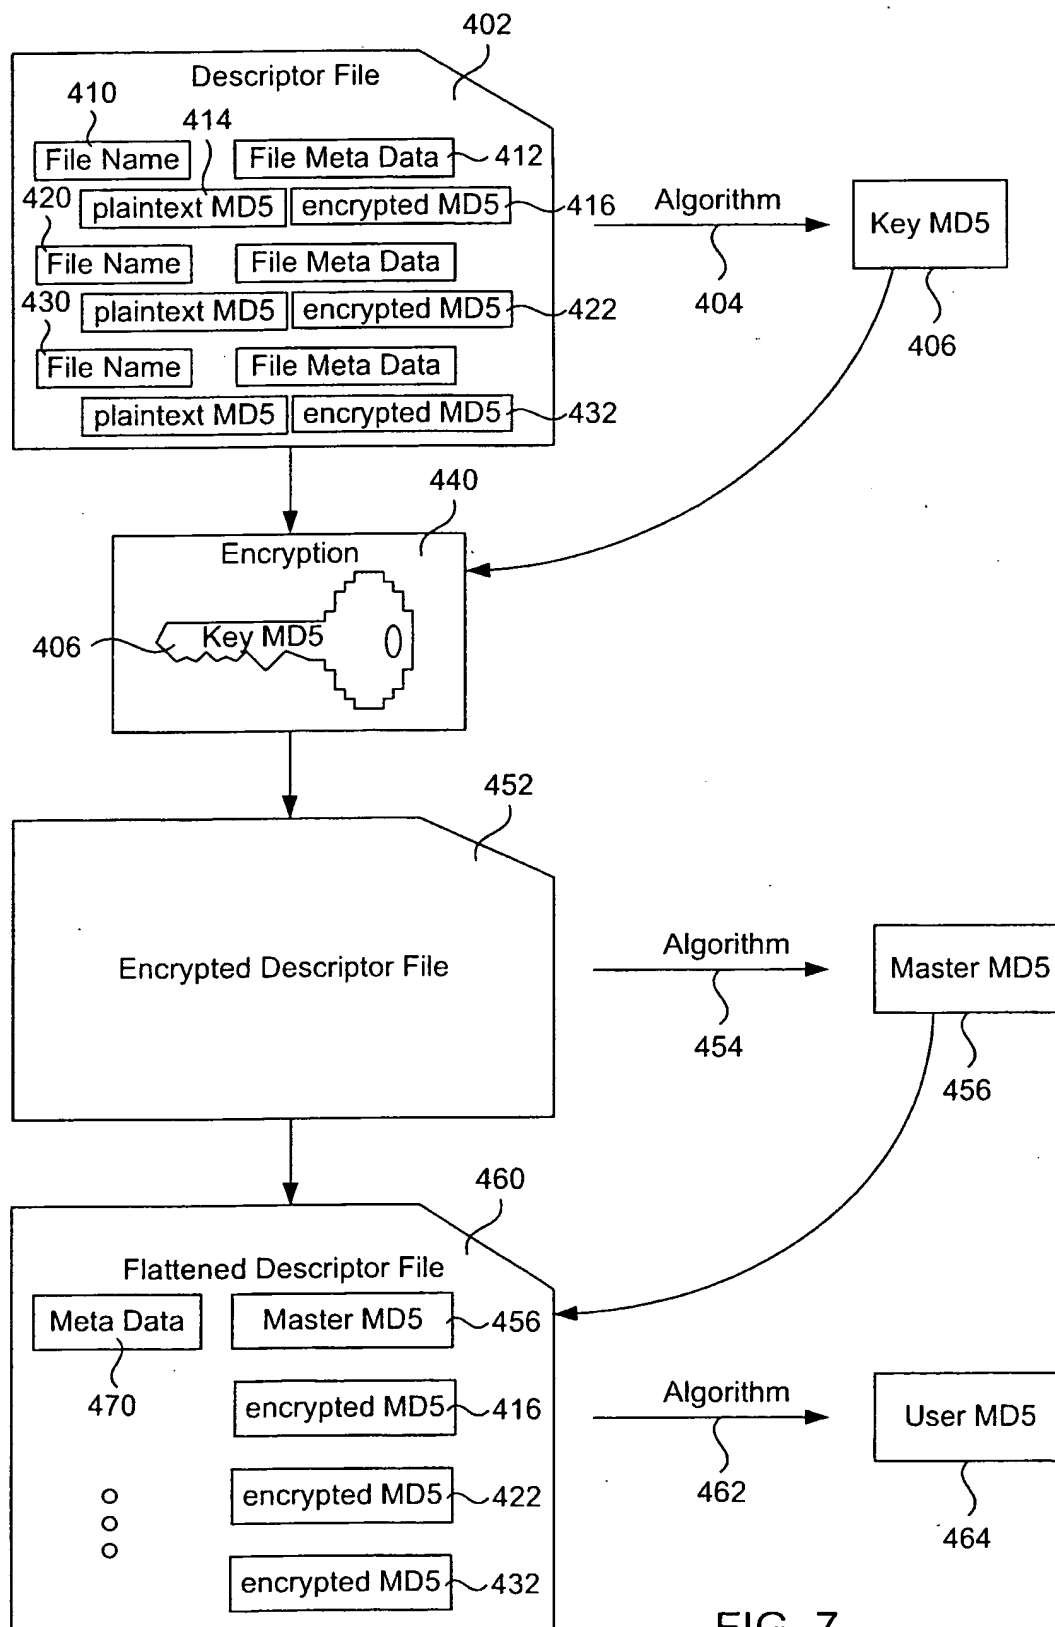 402
Descriptor File
410
414
File Name
File Meta Data
412
420
plaintext MD5
encrypted MD5
416
Algorithm
404
Key MD5
406
File Name
File Meta Data
430
plaintext MD5
encrypted MD5
422
File Name
File Meta Data
plaintext MD5
encrypted MD5
432
440
Encryption
406
Key MD5
452
Encrypted Descriptor File
Algorithm
454
Master MD5
456
460
Flattened Descriptor File
Meta Data
470
Master MD5
456
encrypted MD5
416
Algorithm
462
User MD5
464
encrypted MD5
422
encrypted MD5
432
FIG. 7